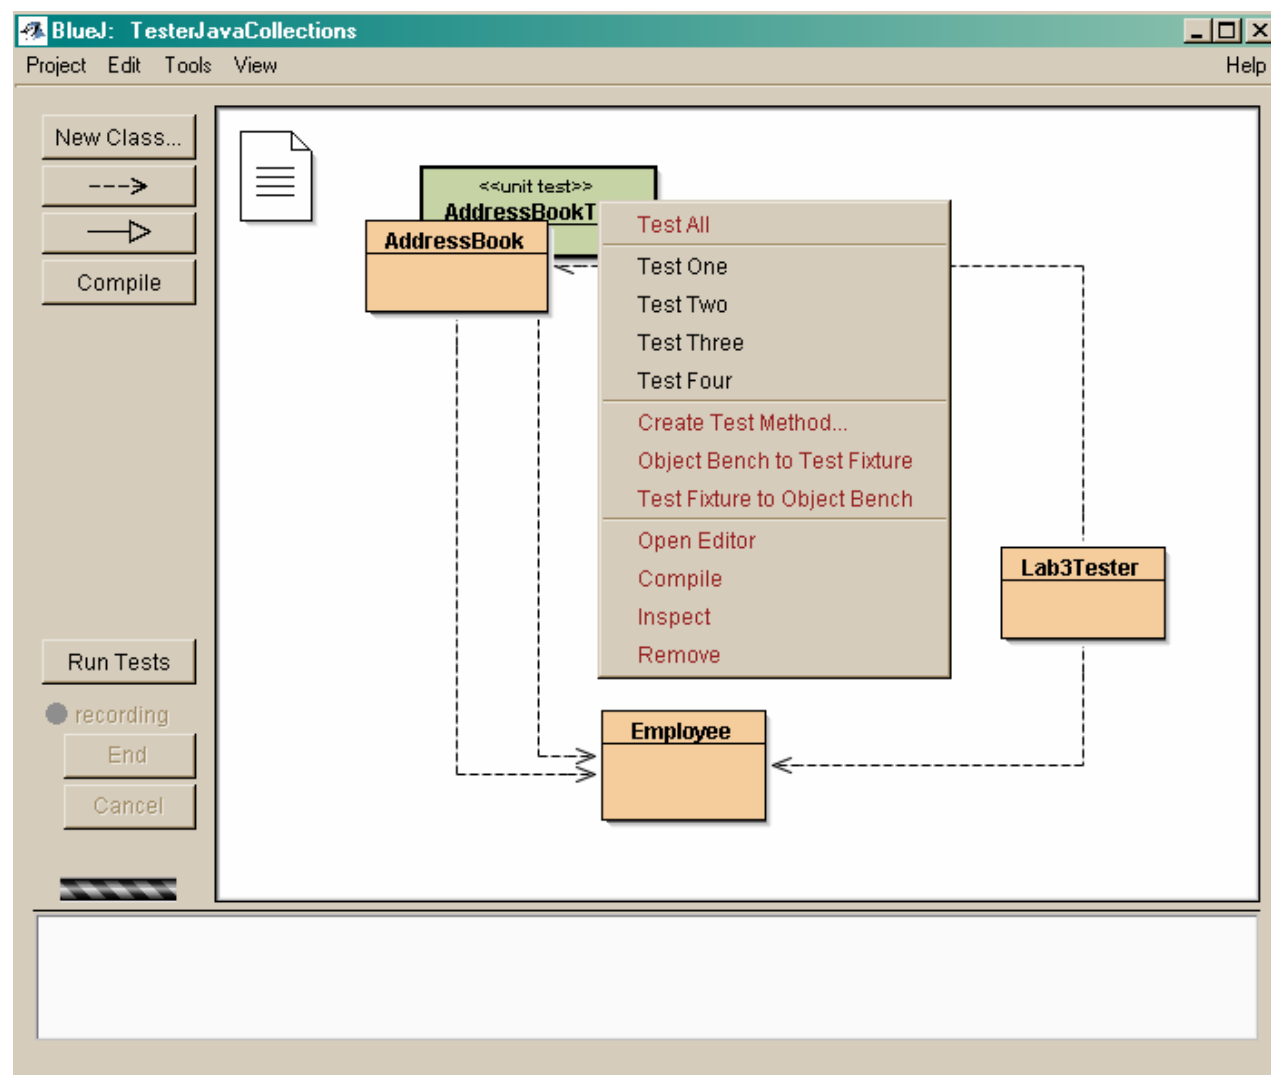 BlueJ: TesterJavaCollections
Project Edit Tools View Help
New Class...
Compile
<<unit test>>
AddressBookT
AddressBook
Test All
Test One
Test Two
Test Three
Test Four
Create Test Method...
Object Bench to Test Fixture
Test Fixture to Object Bench
Open Editor
Compile
Inspect
Remove
Lab3Tester
Employee
Run Tests
recording
End
Cancel